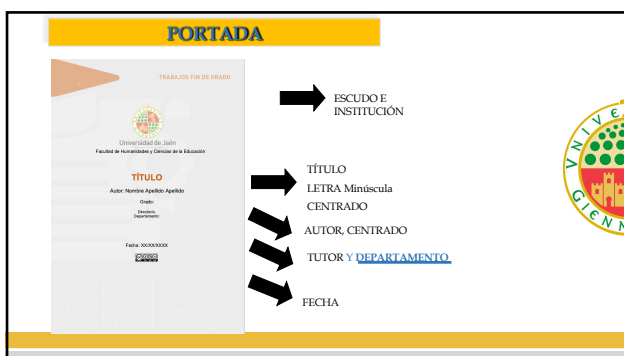 PORTADA
TRABAJOS FIN DE GRADO
Universidad de Jaén
Facultad de Humanidades y Ciencias de la Educación
TÍTULO
Autor: Nombre Apellido Apellido
Grado:
Director/a:
Departamento:
Fecha: XX/XX/XXXX
ESCUDO E
INSTITUCIÓN
TÍTULO
LETRA Minúscula
CENTRADO
AUTOR, CENTRADO
TUTOR Y DEPARTAMENTO
FECHA
VNIVE
GIENN